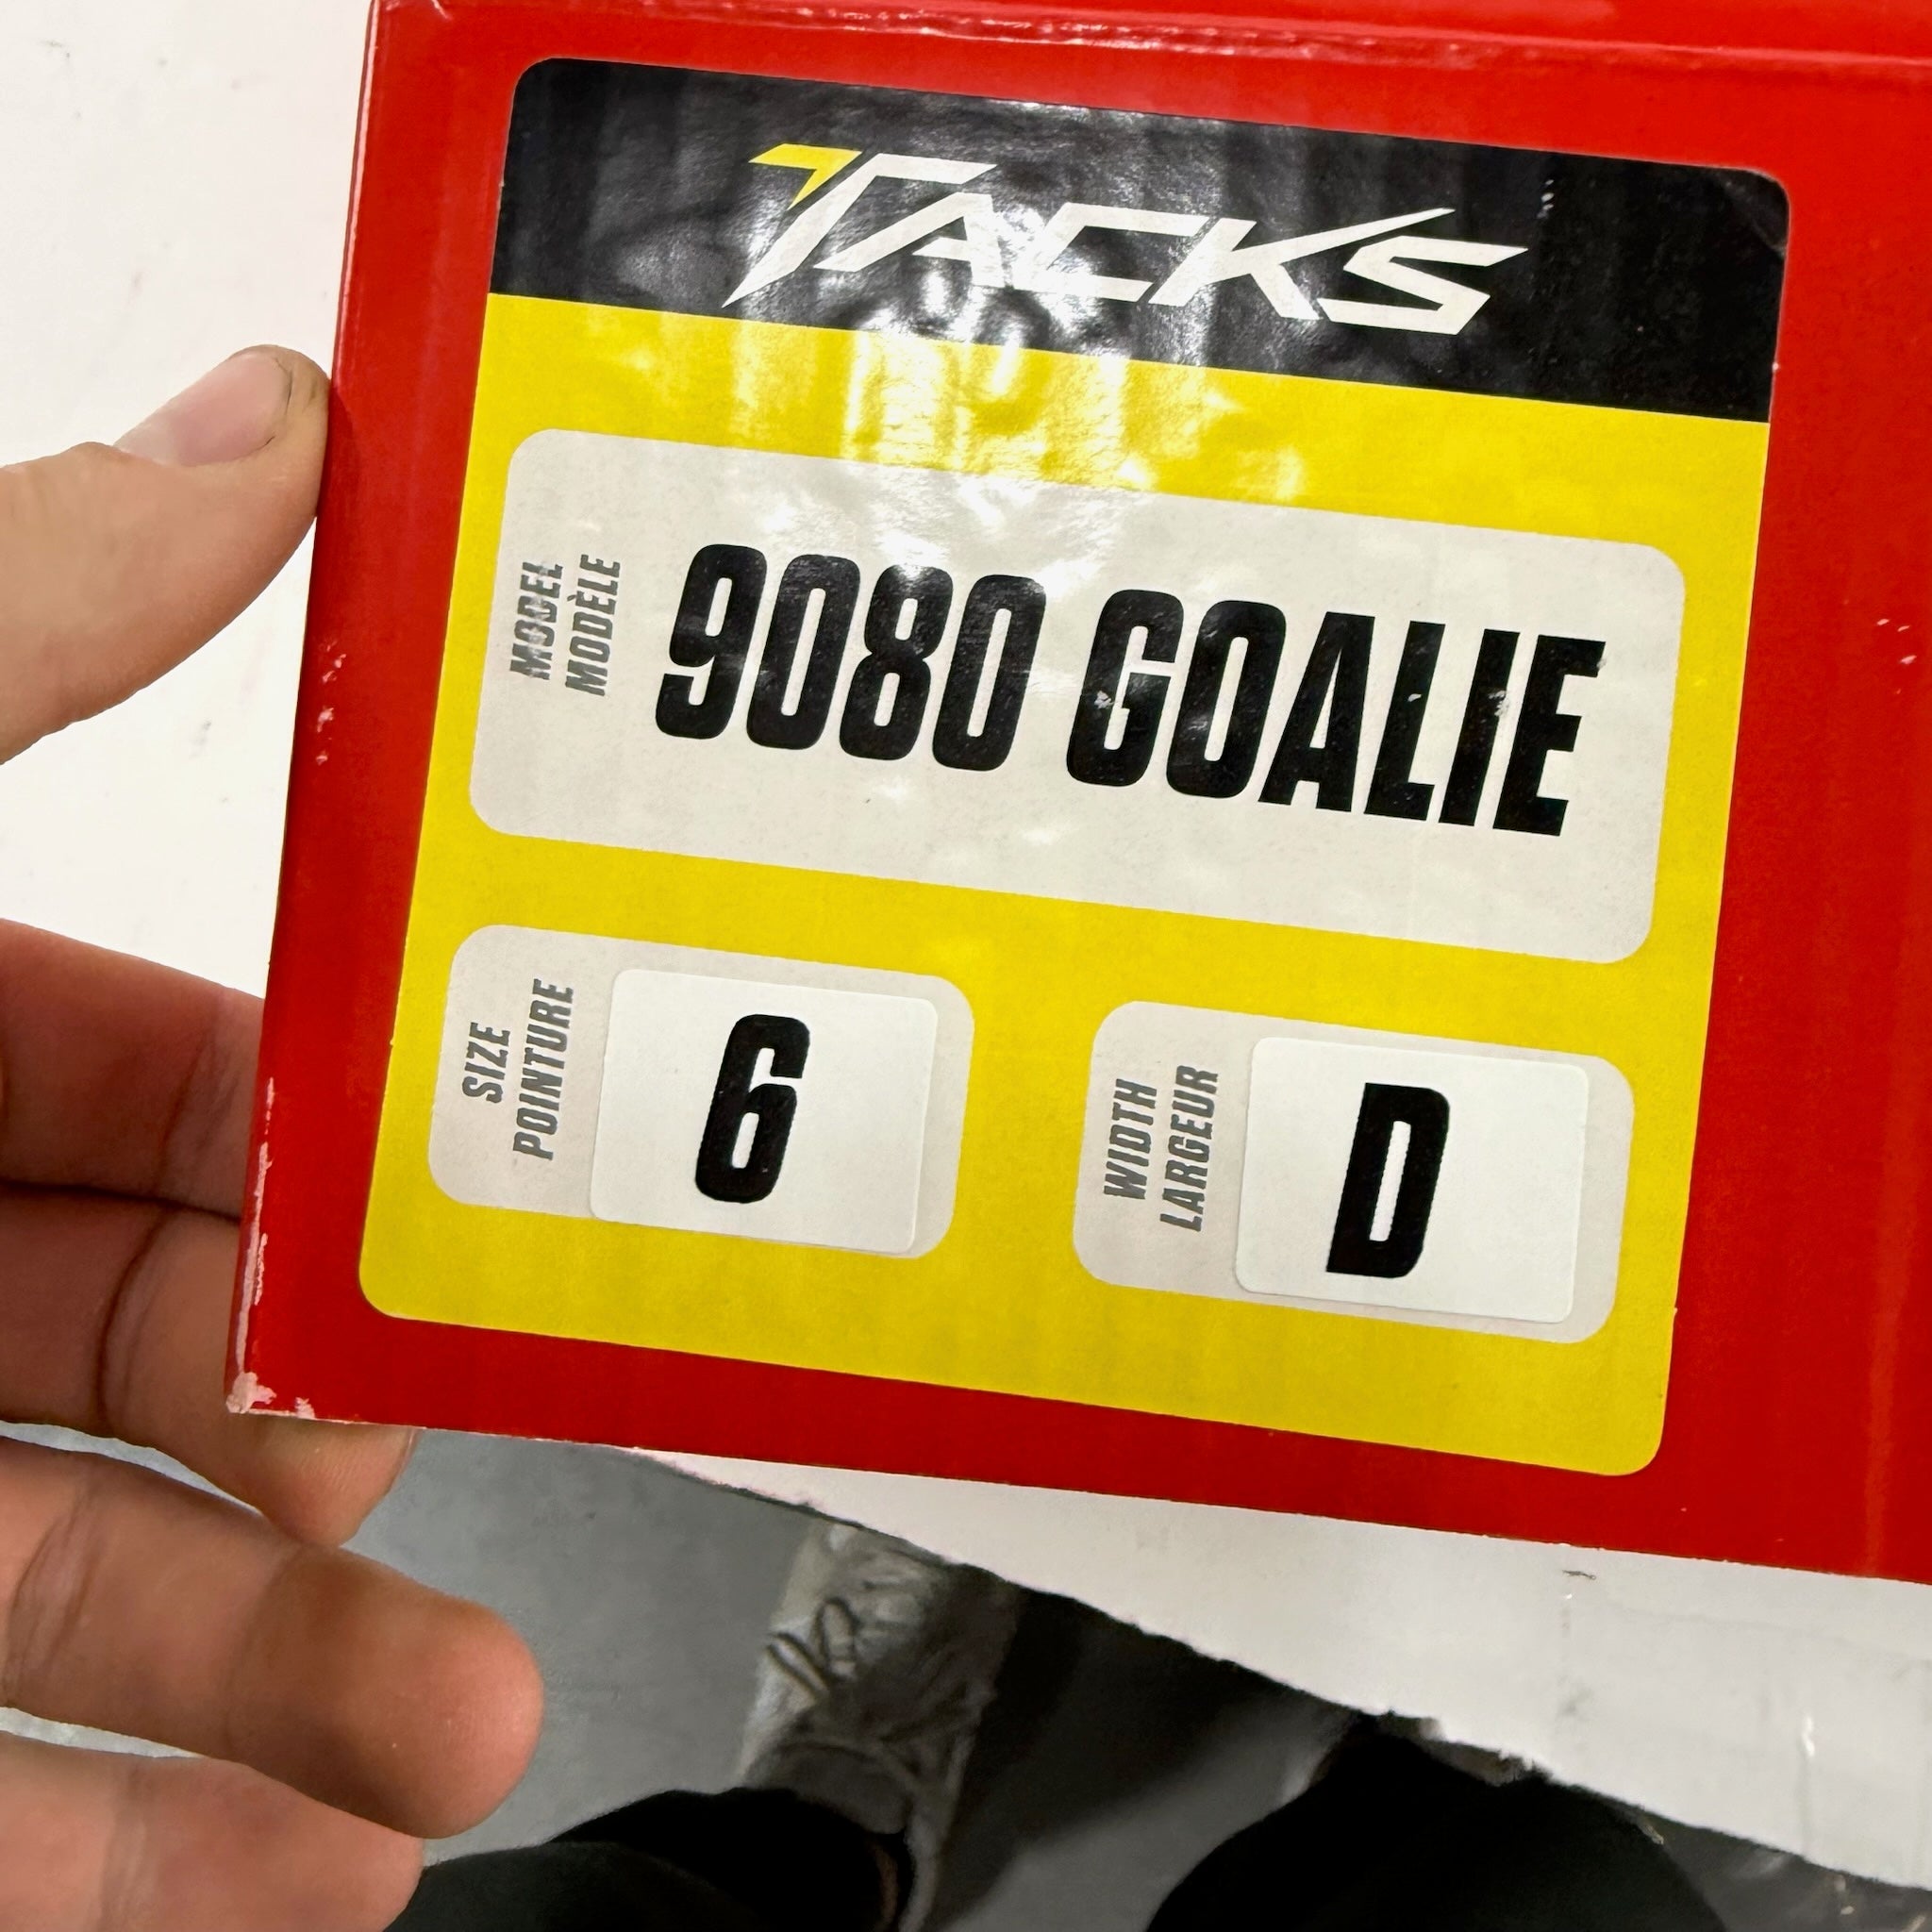 TACKS
MODEL
MODÈLE
9080 GOALIE
SIZE
POINTURE
6
WIDTH
LARGEUR
D